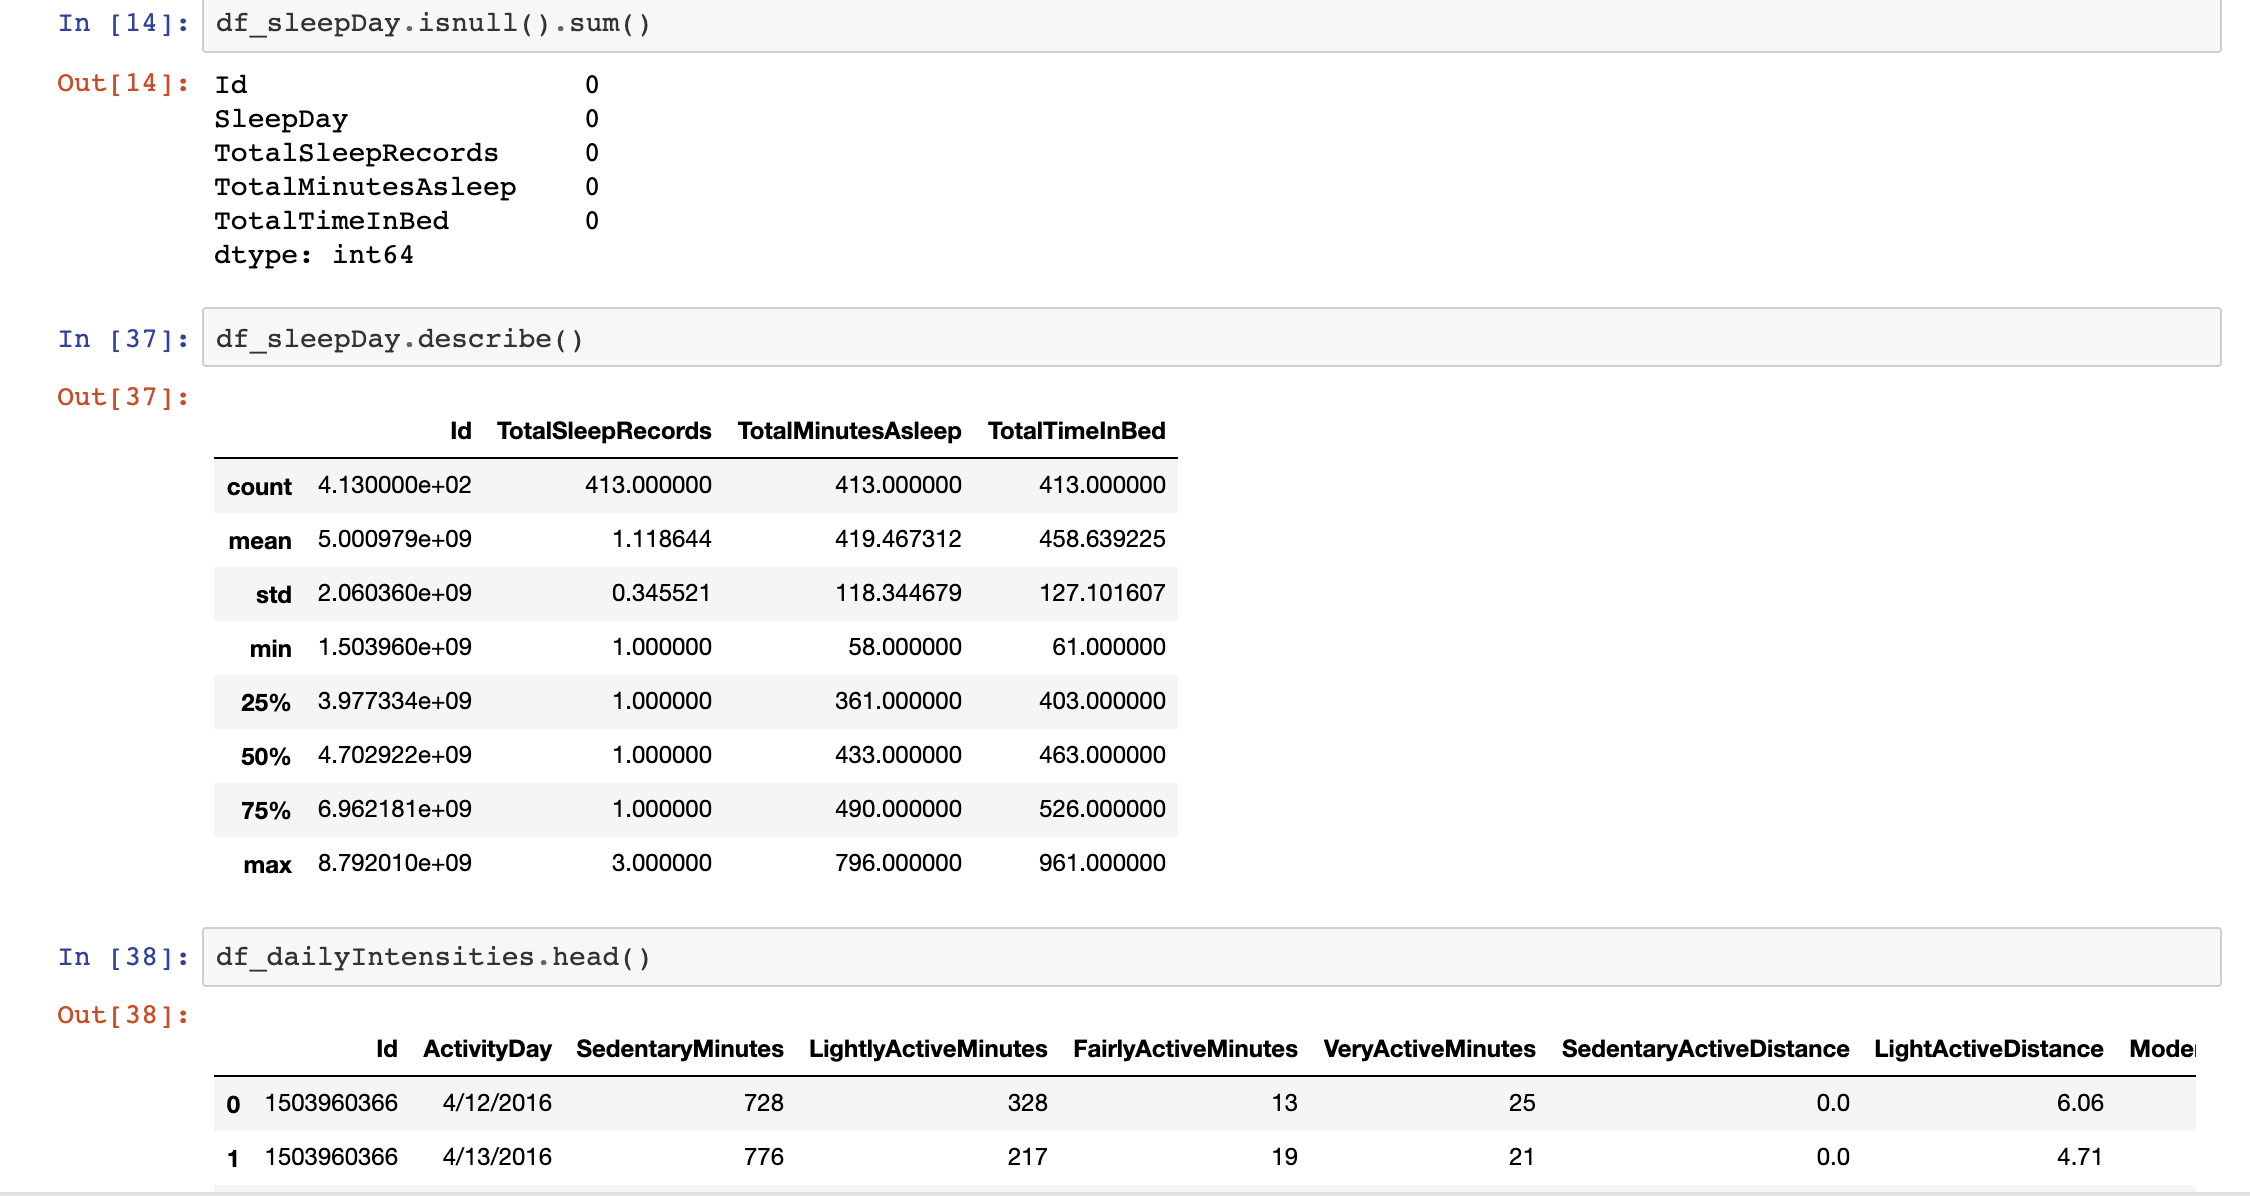 In [14]: df_sleepDay.isnull().sum()
Out[14]: Id 0
SleepDay 0
TotalSleepRecords 0
TotalMinutesAsleep 0
TotalTimeInBed 0
dtype: int64
In [37]: df_sleepDay.describe()
Out[37]:
Id TotalSleepRecords TotalMinutesAsleep TotalTimeInBed
count 4.130000e+02 413.000000 413.000000 413.000000
mean 5.000979e+09 1.118644 419.467312 458.639225
std 2.060360e+09 0.345521 118.344679 127.101607
min 1.503960e+09 1.000000 58.000000 61.000000
25% 3.977334e+09 1.000000 361.000000 403.000000
50% 4.702922e+09 1.000000 433.000000 463.000000
75% 6.962181e+09 1.000000 490.000000 526.000000
max 8.792010e+09 3.000000 796.000000 961.000000
In [38]: df_dailyIntensities.head()
Out[38]:
Id ActivityDay SedentaryMinutes LightlyActiveMinutes FairlyActiveMinutes VeryActiveMinutes SedentaryActiveDistance LightActiveDistance
0 1503960366 4/12/2016 728 328 13 25 0.0 6.06
1 1503960366 4/13/2016 776 217 19 21 0.0 4.71